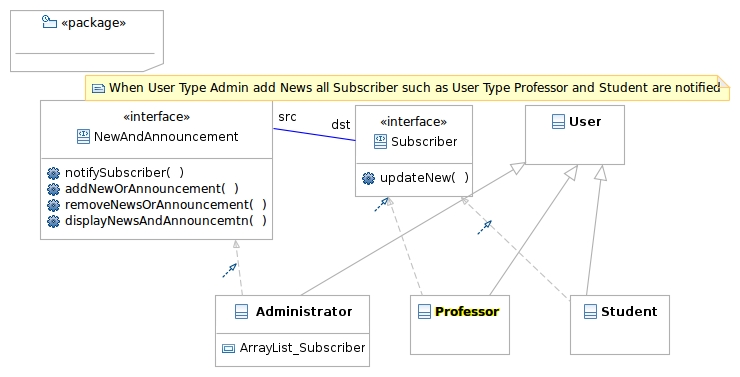 «package»
When User Type Admin add News all Subscriber such as User Type Professor and Student are notified
«interface»
NewAndAnnouncement
notifySubscriber(  )
addNewOrAnnouncement(  )
removeNewsOrAnnouncement(  )
displayNewsAndAnnouncemtn(  )
src
dst
«interface»
Subscriber
updateNew(  )
User
Administrator
ArrayList_Subscriber
Professor
Student